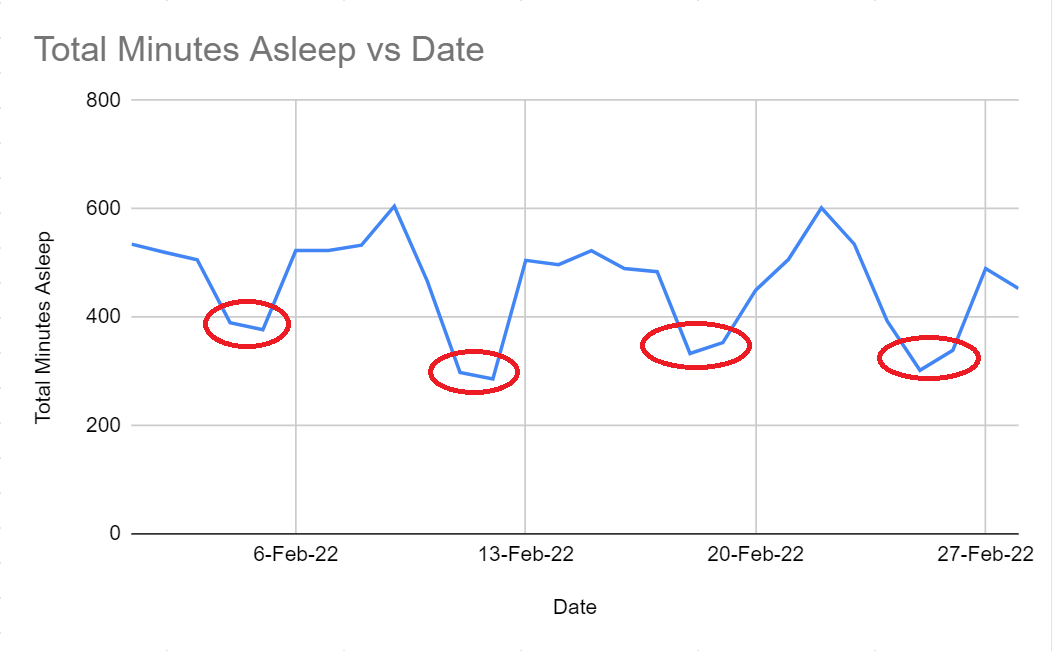 Total Minutes Asleep vs Date
Total Minutes Asleep
800
600
400
200
0
6-Feb-22
13-Feb-22
20-Feb-22
27-Feb-22
Date